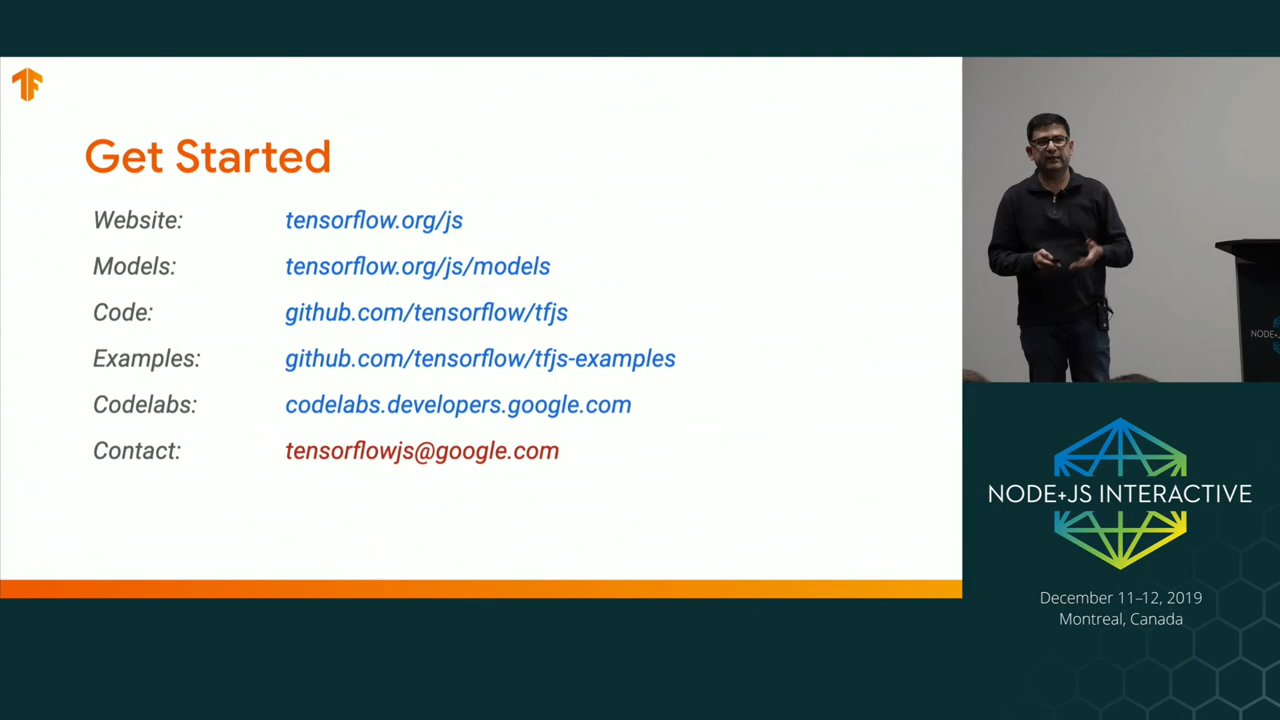 Get Started
Website: tensorflow.org/js
Models: tensorflow.org/js/models
Code: github.com/tensorflow/tfjs
Examples: github.com/tensorflow/tfjs-examples
Codelabs: codelabs.developers.google.com
Contact: tensorflowjs@google.com
NODE+JS INTERACTIVE
December 11–12, 2019
Montreal, Canada